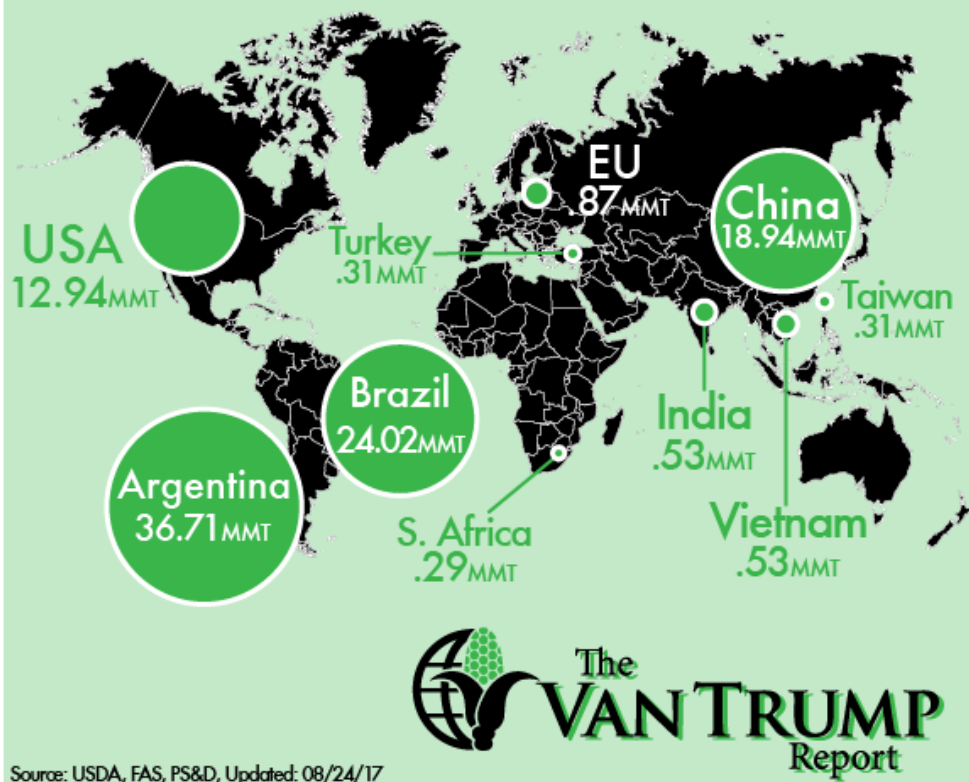 EU
.87MMT
China
18.94MMT
USA
12.94MMT
Turkey
.31MMT
Taiwan
.31MMT
Brazil
24.02MMT
India
.53MMT
Argentina
36.71MMT
S. Africa
.29MMT
Vietnam
.53MMT
The
VAN TRUMP
Report
Source: USDA, FAS, PS&D, Updated: 08/24/17